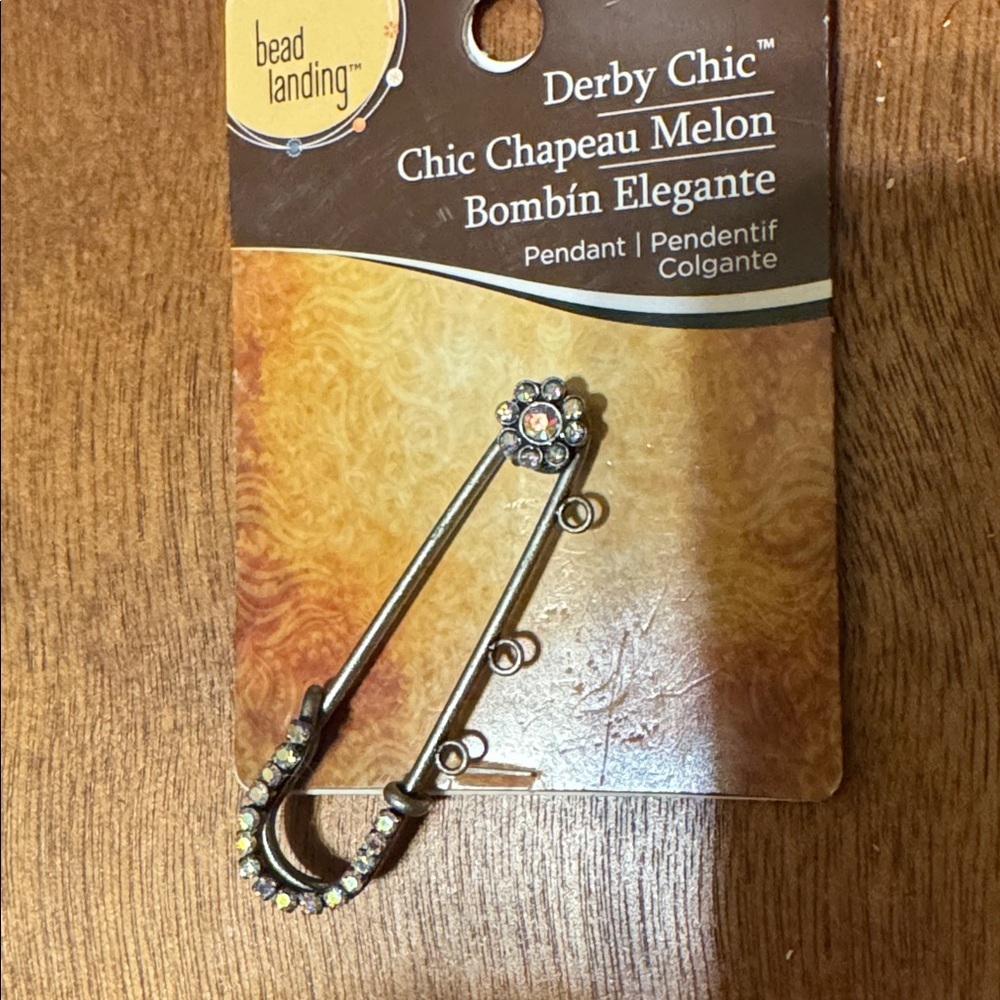 bead
landing™
Derby Chic™
Chic Chapeau Melon
Bombín Elegante
Pendant | Pendentif
Colgante